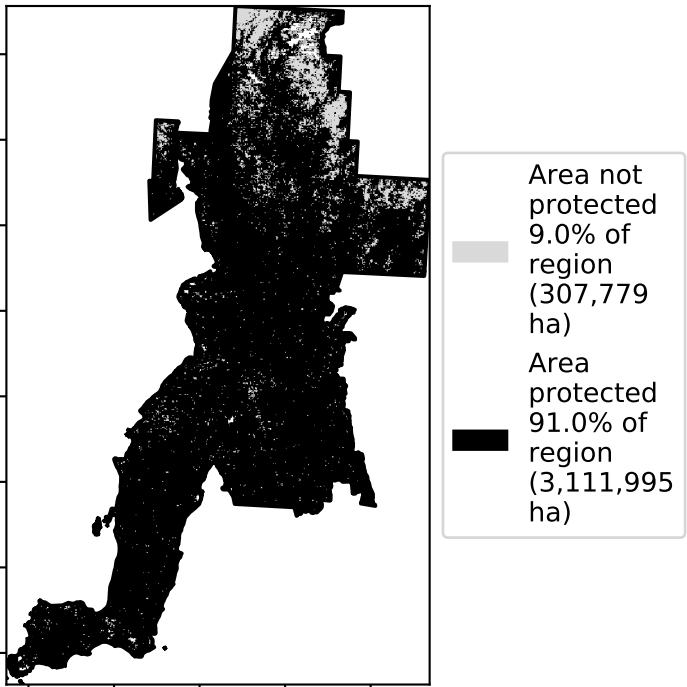 Area not
protected
9.0% of
region
(307,779
ha)
Area
protected
91.0% of
region
(3,111,995
ha)